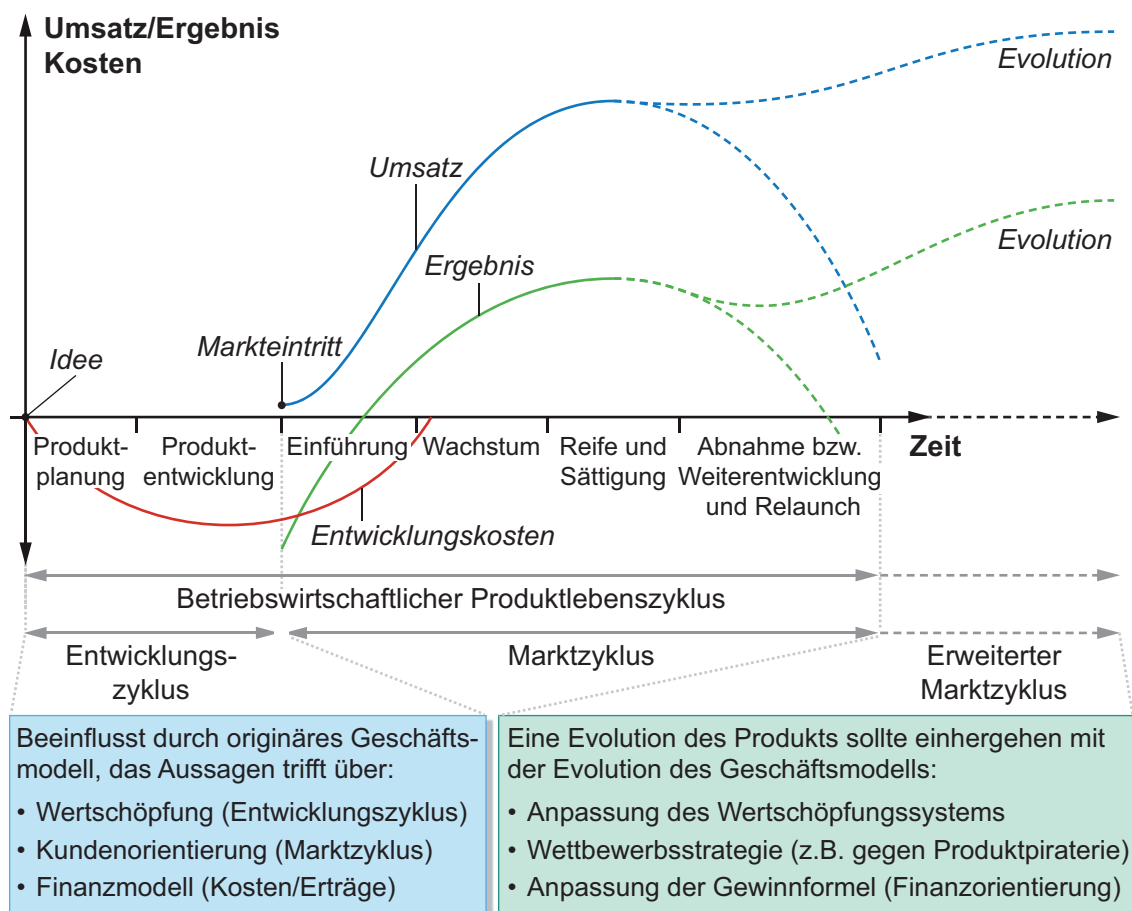 Umsatz/Ergebnis
Kosten
Evolution
Umsatz
Evolution
Ergebnis
Markteintritt
Idee
Zeit
Produkt-
planung
Produkt-
entwicklung
Einführung
Wachstum
Reife und
Sättigung
Abnahme bzw.
Weiterentwicklung
und Relaunch
Entwicklungskosten
Betriebswirtschaftlicher Produktlebenszyklus
Entwicklungs-
zyklus
Marktzyklus
Erweiterter
Marktzyklus
Beeinflusst durch originäres Geschäfts-
modell, das Aussagen trifft über:
• Wertschöpfung (Entwicklungszyklus)
• Kundenorientierung (Marktzyklus)
• Finanzmodell (Kosten/Erträge)
Eine Evolution des Produkts sollte einhergehen mit
der Evolution des Geschäftsmodells:
• Anpassung des Wertschöpfungssystems
• Wettbewerbsstrategie (z.B. gegen Produktpiraterie)
• Anpassung der Gewinnformel (Finanzorientierung)